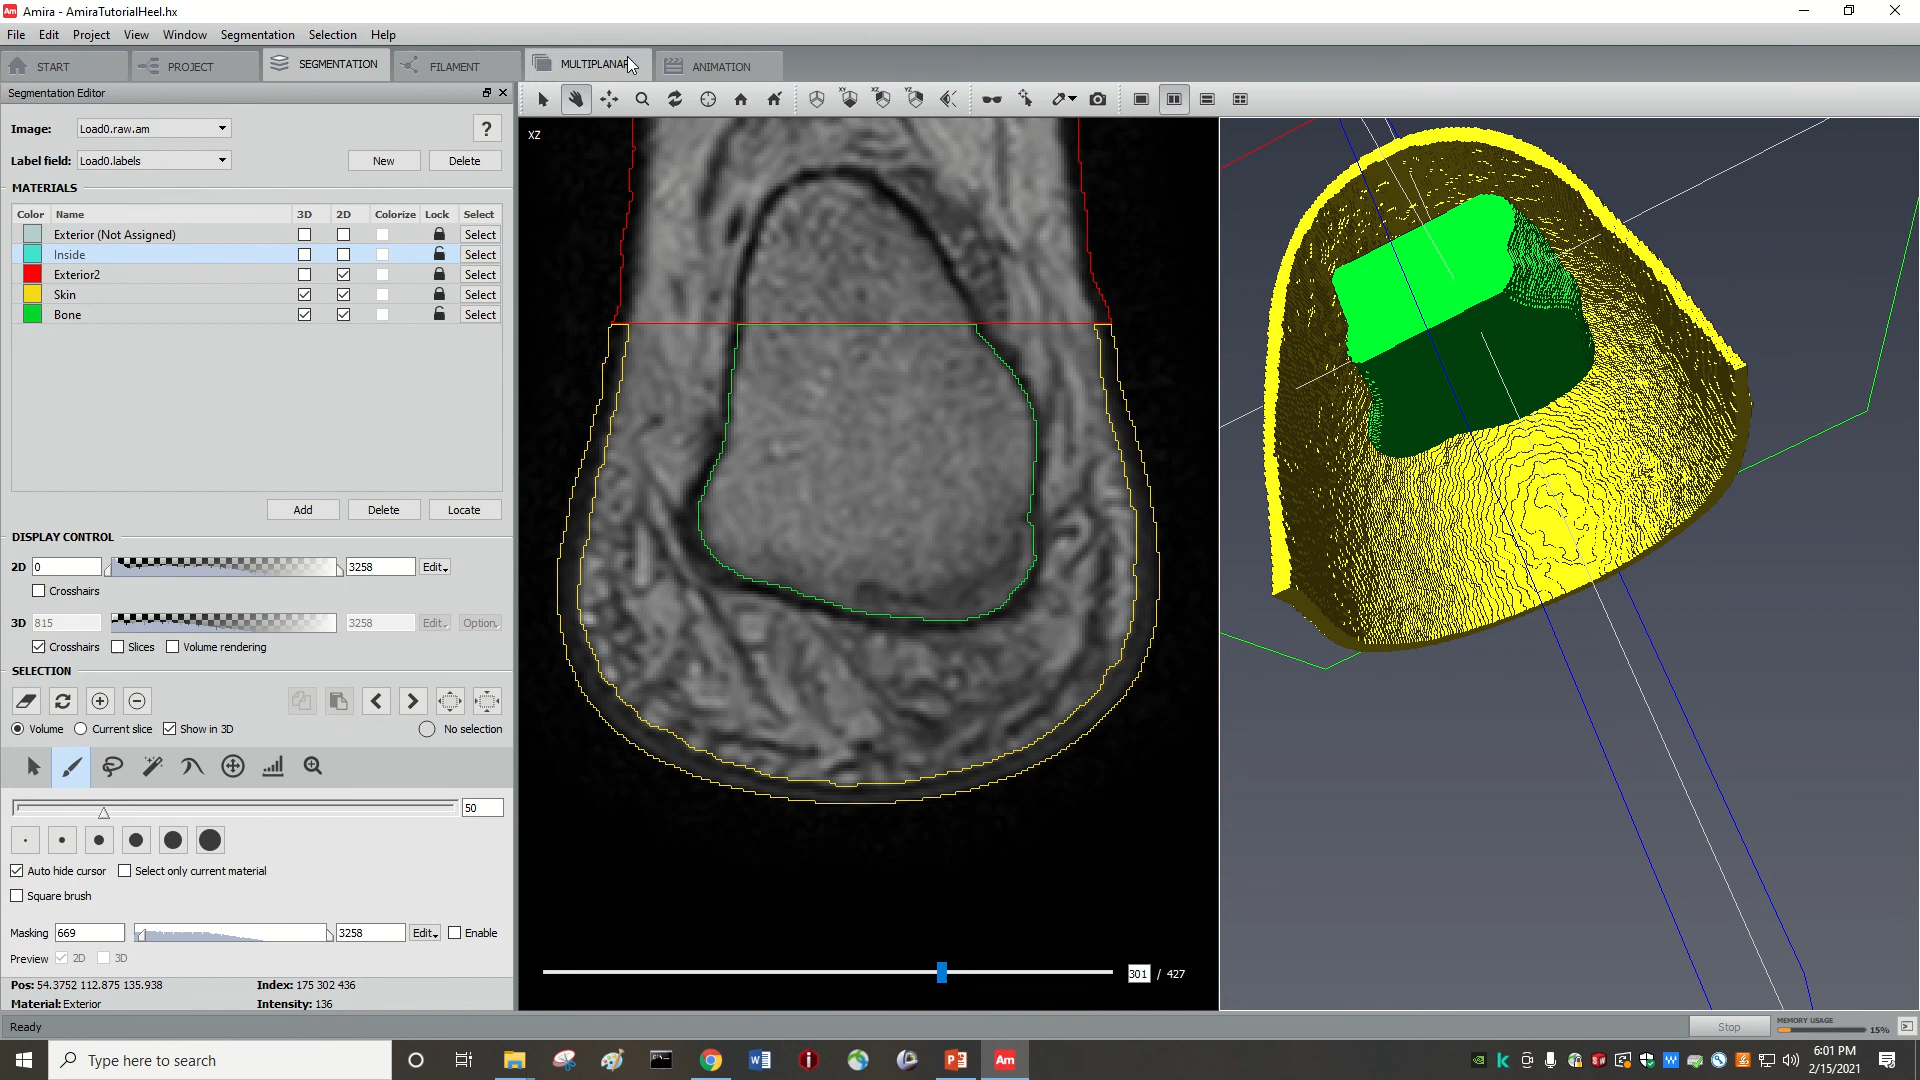 Am Amira - AmiraTutorialHeel.hx
File Edit Project View Window Segmentation Selection Help
START PROJECT SEGMENTATION FILAMENT MULTIPLANAR ANIMATION
Segmentation Editor
XY XZ YZ
XZ
Image: Load0.raw.am ?
Label field: Load0.labels New Delete
MATERIALS
Color Name 3D 2D Colorize Lock Select
Exterior (Not Assigned) Select
Inside Select
Exterior2 Select
Skin Select
Bone Select
Add Delete Locate
DISPLAY CONTROL
2D 0 3258 Edit
Crosshairs
3D 815 3258 Edit Option
Crosshairs Slices Volume rendering
SELECTION
Volume Current slice Show in 3D No selection
50
Auto hide cursor Select only current material
Square brush
Masking 669 3258 Edit Enable
Preview 2D 3D
Pos: 54.3752 112.875 135.938 Index: 175 302 436
Material: Exterior Intensity: 136
301 / 427
Ready Stop MEMORY USAGE 15%
Type here to search Am 6:01 PM
2/15/2021